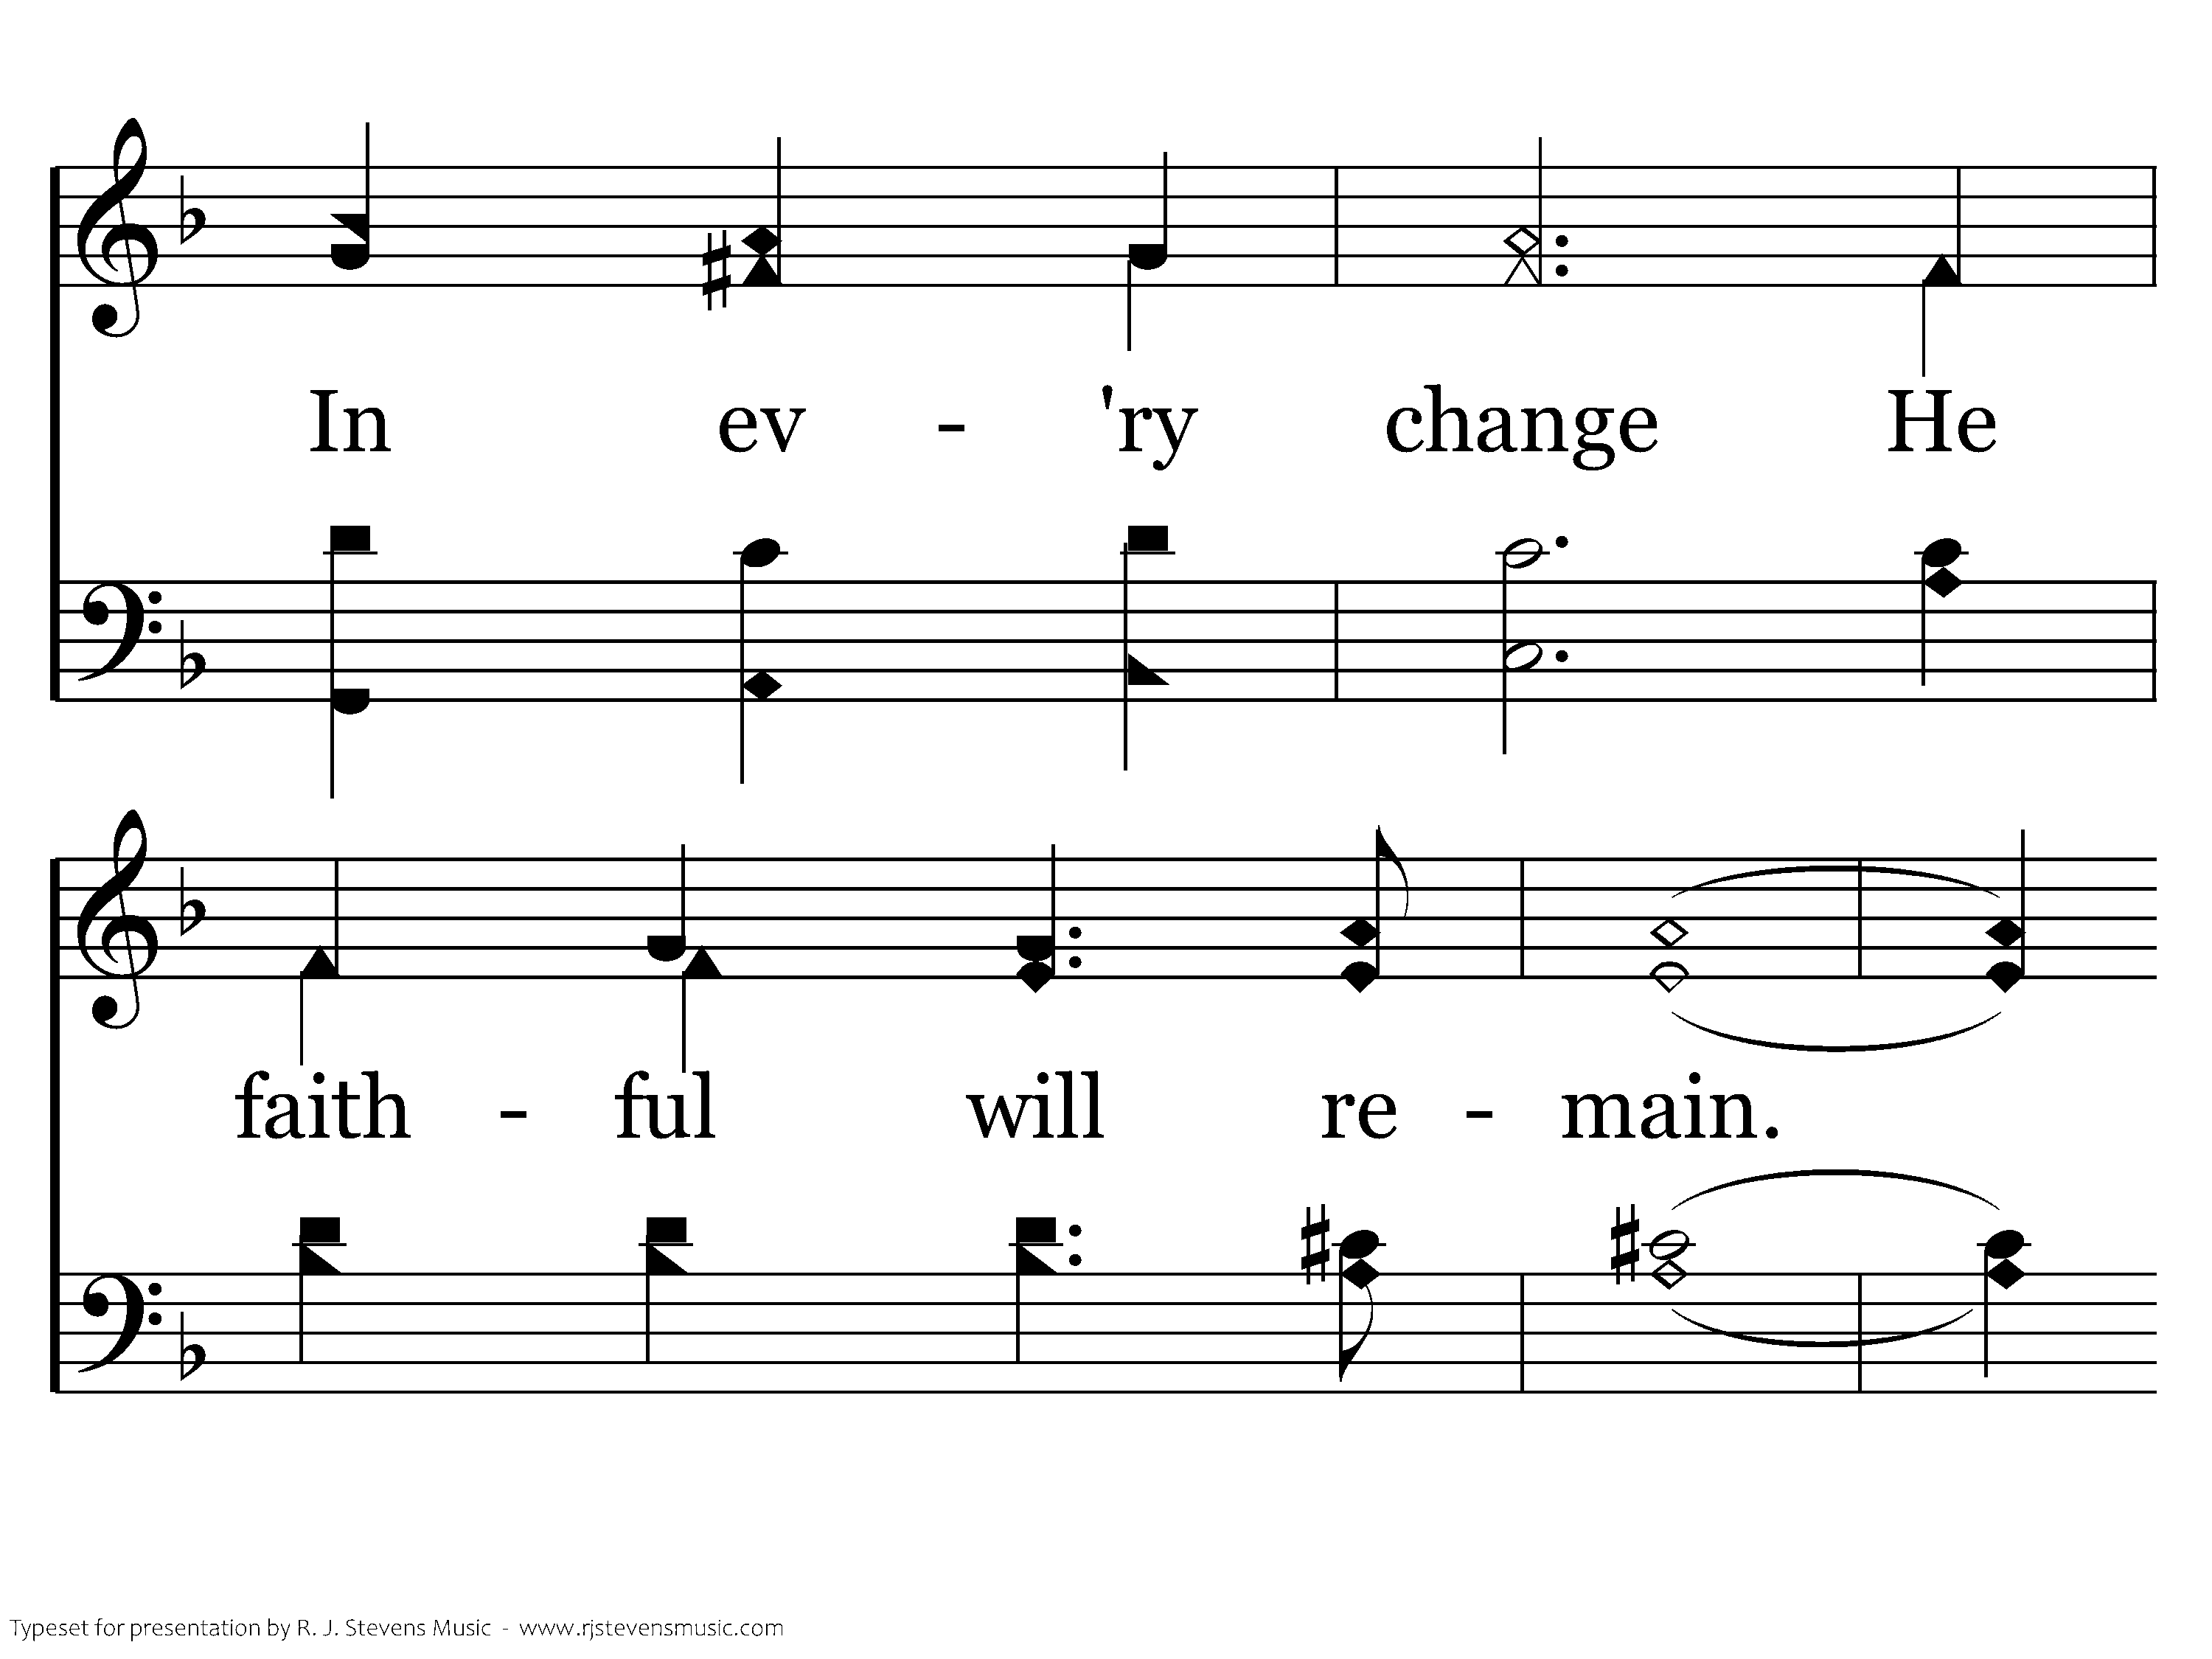 In ev - 'ry change He
faith - ful will re - main.
Typeset for presentation by R. J. Stevens Music - www.rjstevensmusic.com